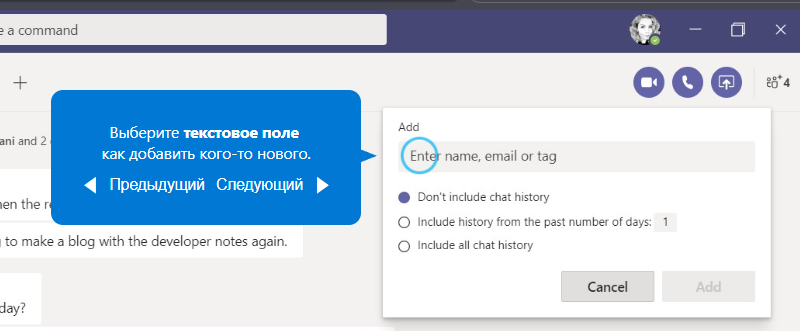 e a command
4
ani and 2
Выберите текстовое поле
как добавить кого-то нового.
Предыдущий Следующий
Add
Enter name, email or tag
Don't include chat history
Include history from the past number of days: 1
Include all chat history
Cancel Add
en the re
g to make a blog with the developer notes again.
day?